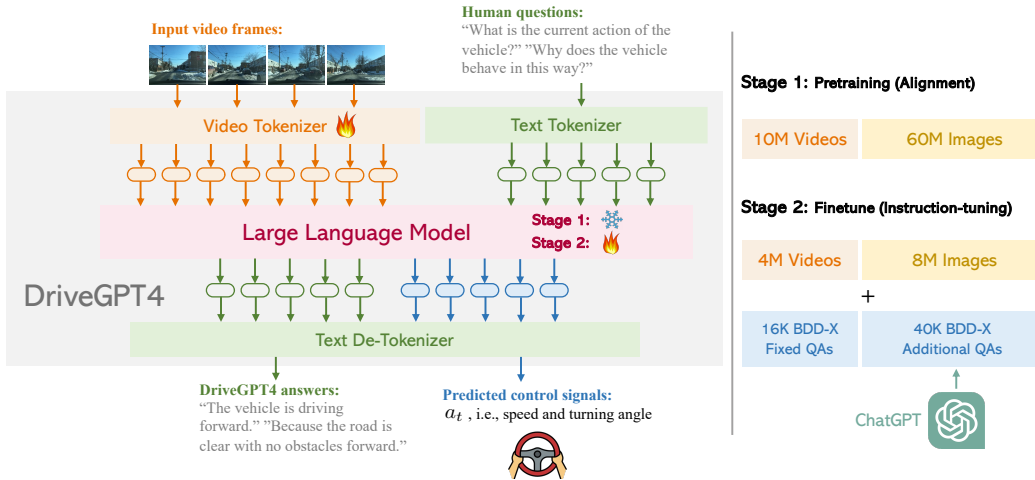 Input video frames:
Human questions:
“What is the current action of the
vehicle?” ”Why does the vehicle
behave in this way?”
Video Tokenizer
Text Tokenizer
Large Language Model
Stage 1:
Stage 2:
DriveGPT4
Text De-Tokenizer
DriveGPT4 answers:
“The vehicle is driving
forward.” ”Because the road is
clear with no obstacles forward.”
Predicted control signals:
a_t , i.e., speed and turning angle
Stage 1: Pretraining (Alignment)
10M Videos
60M Images
Stage 2: Finetune (Instruction-tuning)
4M Videos
8M Images
+
16K BDD-X
Fixed QAs
40K BDD-X
Additional QAs
ChatGPT